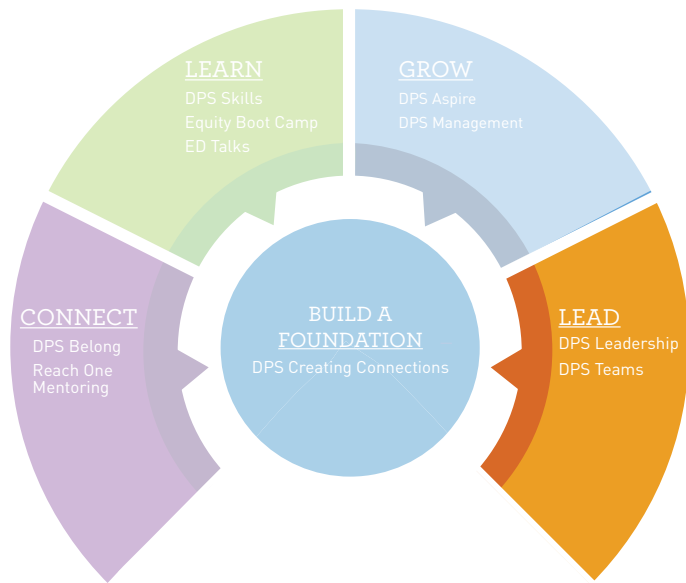 LEARN
DPS Skills
Equity Boot Camp
ED Talks
GROW
DPS Aspire
DPS Management
CONNECT
DPS Belong
Reach One
Mentoring
BUILD A
FOUNDATION
DPS Creating Connections
LEAD
DPS Leadership
DPS Teams